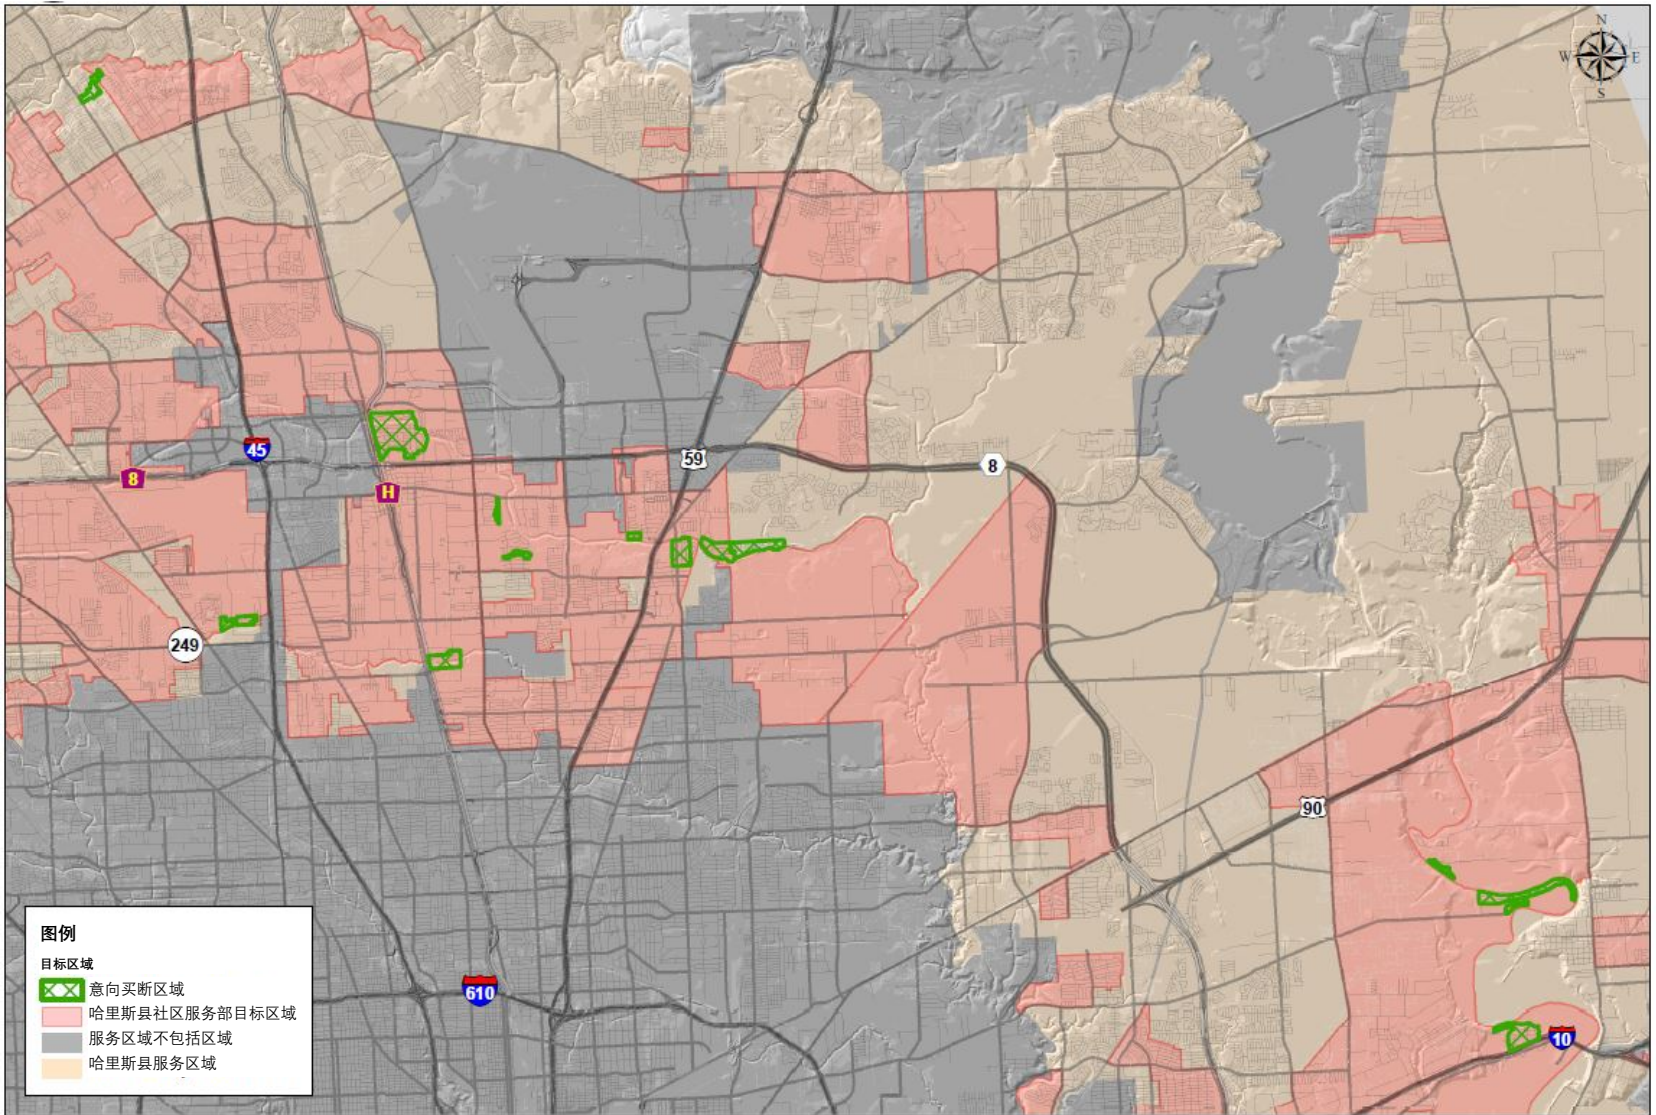 N
W E
S
45
8
H
59
8
249
90
610
10
图例
目标区域
意向买断区域
哈里斯县社区服务部目标区域
服务区域不包括区域
哈里斯县服务区域